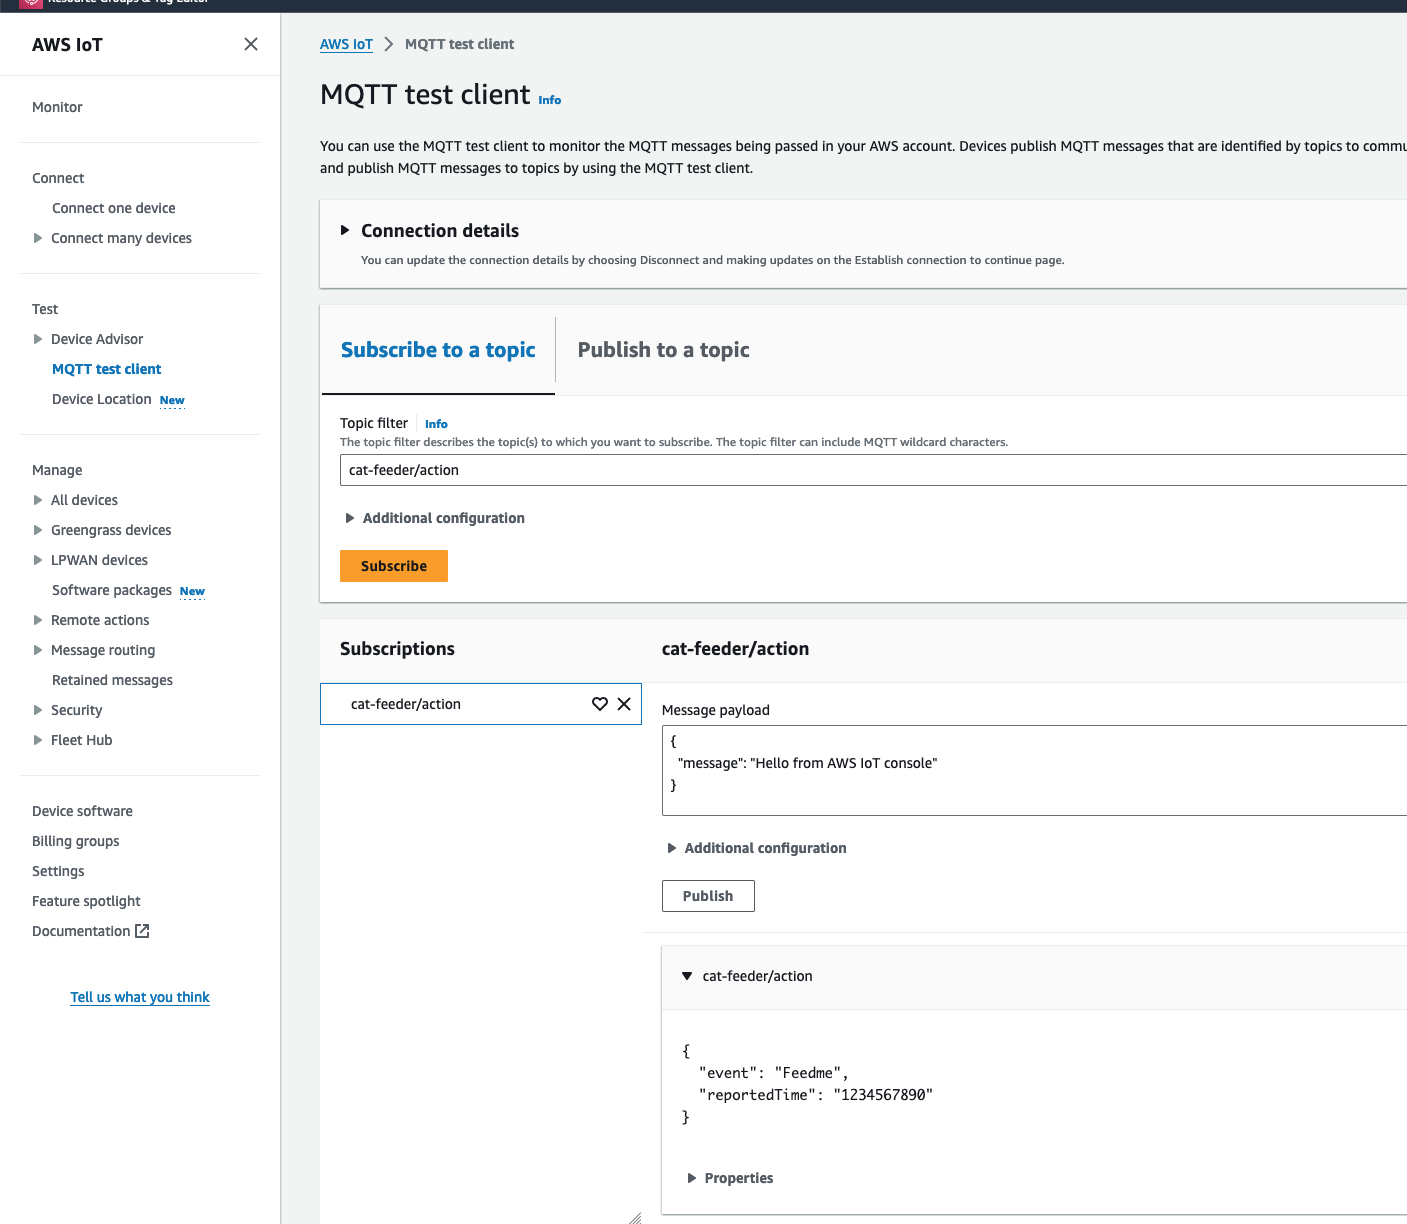 Resource Groups & Tag Editor
AWS IoT
Monitor
Connect
Connect one device
Connect many devices
Test
Device Advisor
MQTT test client
Device Location New
Manage
All devices
Greengrass devices
LPWAN devices
Software packages New
Remote actions
Message routing
Retained messages
Security
Fleet Hub
Device software
Billing groups
Settings
Feature spotlight
Documentation
Tell us what you think
AWS IoT > MQTT test client
MQTT test client Info
You can use the MQTT test client to monitor the MQTT messages being passed in your AWS account. Devices publish MQTT messages that are identified by topics to commu
and publish MQTT messages to topics by using the MQTT test client.
Connection details
You can update the connection details by choosing Disconnect and making updates on the Establish connection to continue page.
Subscribe to a topic
Publish to a topic
Topic filter Info
The topic filter describes the topic(s) to which you want to subscribe. The topic filter can include MQTT wildcard characters.
cat-feeder/action
Additional configuration
Subscribe
Subscriptions
cat-feeder/action
cat-feeder/action
Message payload
{
"message": "Hello from AWS IoT console"
}
Additional configuration
Publish
cat-feeder/action
{
"event": "Feedme",
"reportedTime": "1234567890"
}
Properties